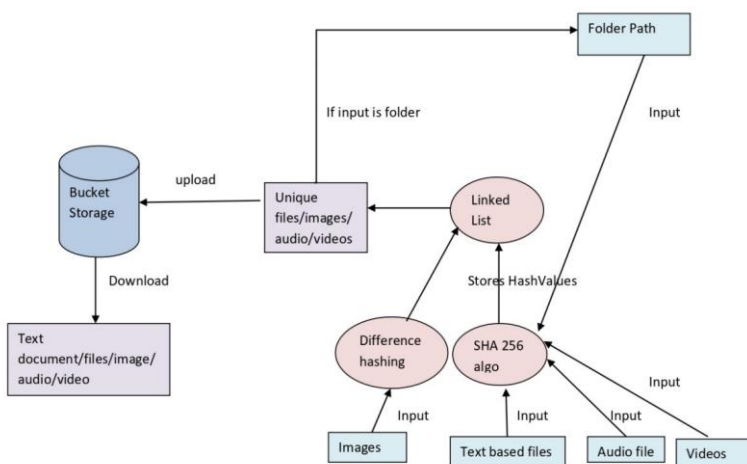 Folder Path
If input is folder
Input
upload
Bucket
Storage
Unique
files/images/
audio/videos
Linked
List
Download
Stores HashValues
Text
document/files/image/
audio/video
Difference
hashing
SHA 256
algo
Input
Input
Input
Input
Images
Text based files
Audio file
Videos